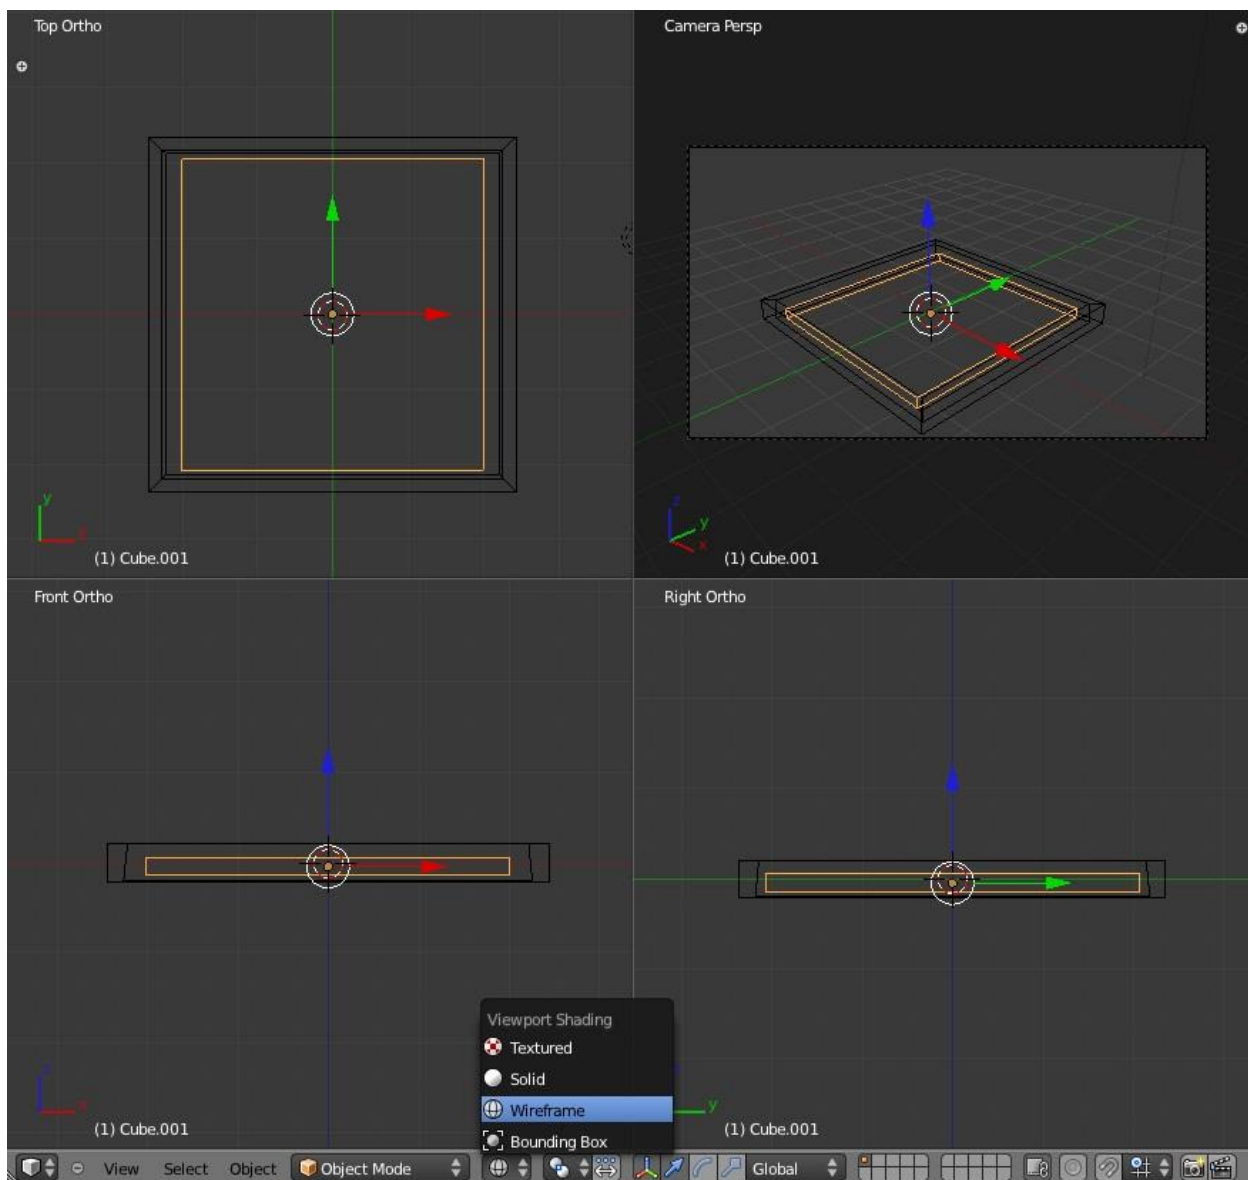 Top Ortho
Camera Persp
y
x
(1) Cube.001
z
y
x
(1) Cube.001
Front Ortho
Right Ortho
Viewport Shading
Textured
Solid
Wireframe
Bounding Box
z
x
(1) Cube.001
z
y
(1) Cube.001
View Select Object Object Mode Global